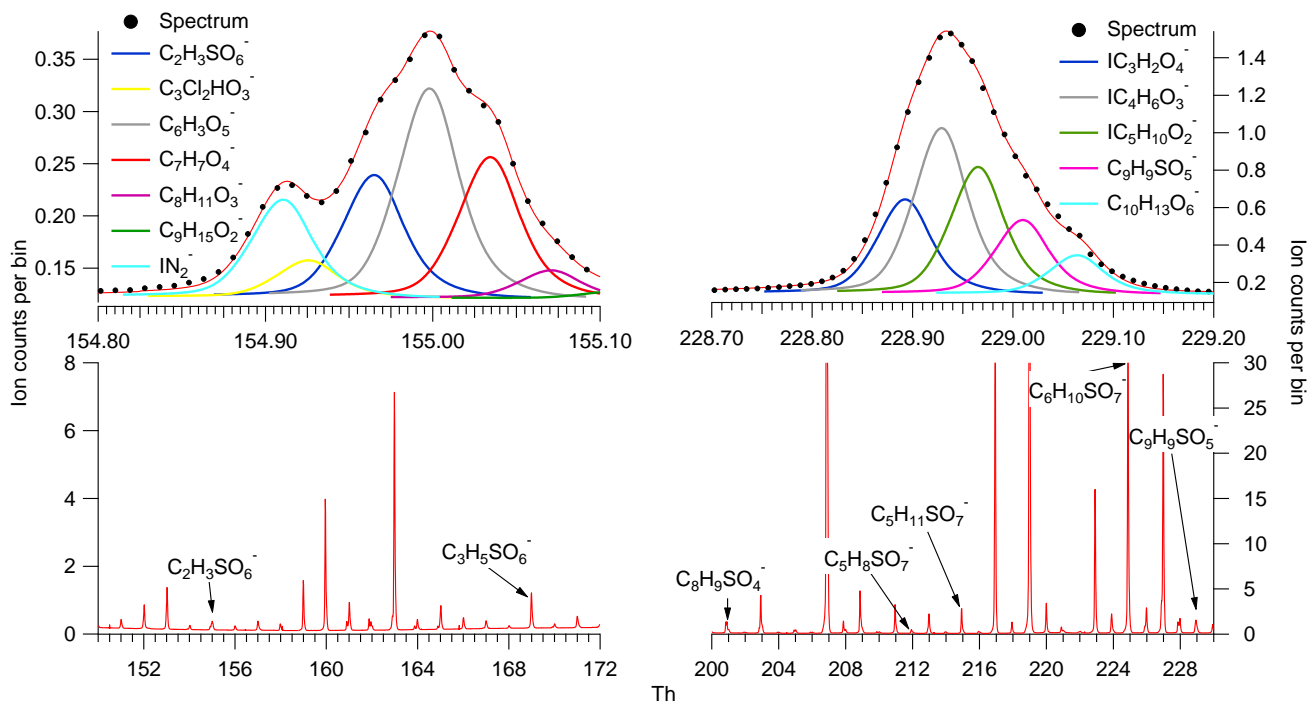 Spectrum
C2H3SO6-
C3Cl2HO3-
C6H3O5-
C7H7O4-
C8H11O3-
C9H15O2-
IN2-
0.35
0.30
0.25
0.20
0.15
154.80
154.90
155.00
155.10
Ion counts per bin
Spectrum
IC3H2O4-
IC4H6O3-
IC5H10O2-
C9H9SO5-
C10H13O6-
1.4
1.2
1.0
0.8
0.6
0.4
0.2
228.70
228.80
228.90
229.00
229.10
229.20
Ion counts per bin
8
6
4
2
0
C2H3SO6-
C3H5SO6-
152
156
160
164
168
172
C6H10SO7-
C9H9SO5-
C5H11SO7-
C5H8SO7-
C8H9SO4-
30
25
20
15
10
5
0
200
204
208
212
216
220
224
228
Th